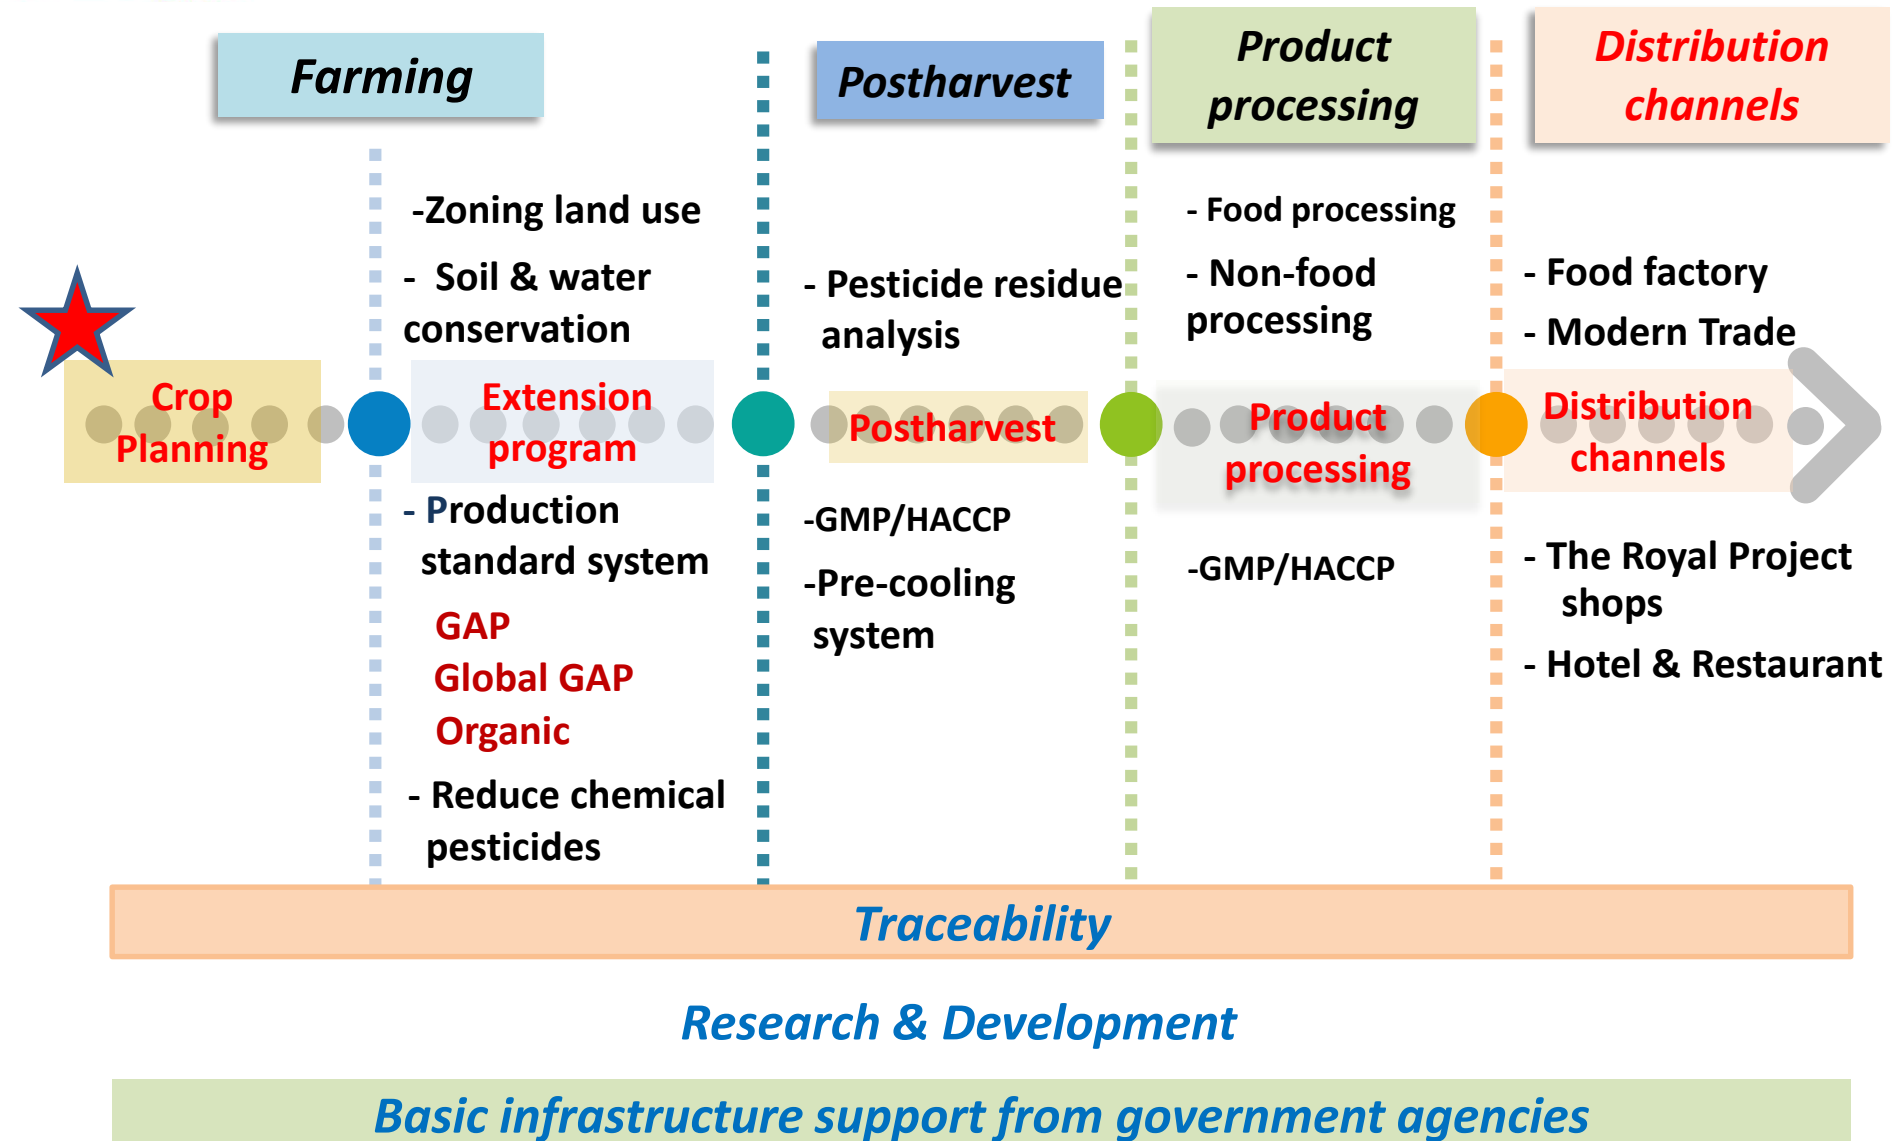 Farming
Postharvest
Product
processing
Distribution
channels
Crop
Planning
-Zoning land use
- Soil & water
conservation
Extension
program
- Production
standard system
GAP
Global GAP
Organic
- Reduce chemical
pesticides
- Pesticide residue
analysis
Postharvest
-GMP/HACCP
-Pre-cooling
system
- Food processing
- Non-food
processing
Product
processing
-GMP/HACCP
- Food factory
- Modern Trade
Distribution
channels
- The Royal Project
shops
- Hotel & Restaurant
Traceability
Research & Development
Basic infrastructure support from government agencies